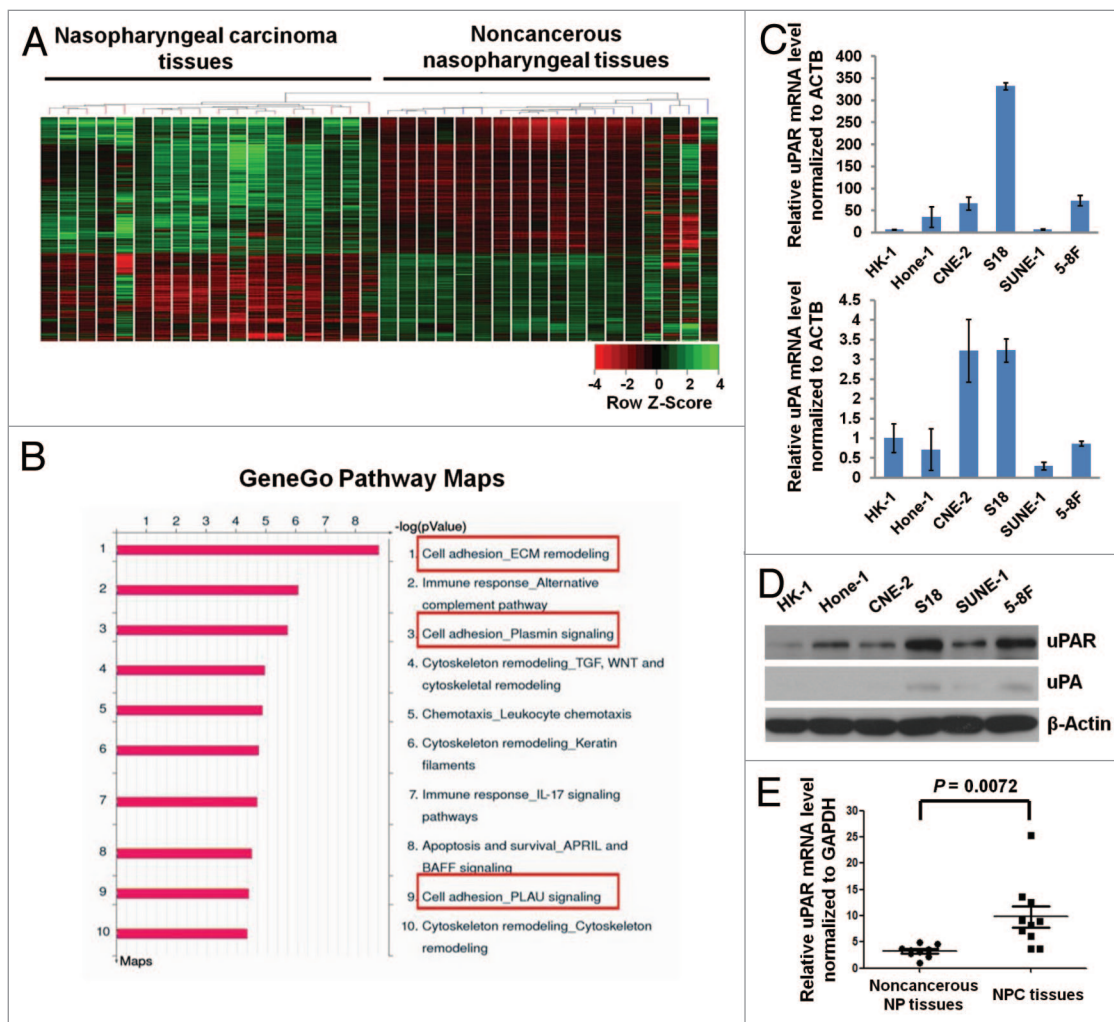 A
Nasopharyngeal carcinoma
tissues
Noncancerous
nasopharyngeal tissues
-4 -2 0 2 4
Row Z-Score
B
GeneGo Pathway Maps
1 2 3 4 5 6 7 8
-log(pValue)
1
2
3
4
5
6
7
8
9
10
Maps
1. Cell adhesion_ECM remodeling
2. Immune response_Alternative
complement pathway
3. Cell adhesion_Plasmin signaling
4. Cytoskeleton remodeling_TGF, WNT and
cytoskeletal remodeling
5. Chemotaxis_Leukocyte chemotaxis
6. Cytoskeleton remodeling_Keratin
filaments
7. Immune response_IL-17 signaling
pathways
8. Apoptosis and survival_APRIL and
BAFF signaling
9. Cell adhesion_PLAU signaling
10. Cytoskeleton remodeling_Cytoskeleton
remodeling
C
Relative uPAR mRNA level
normalized to ACTB
400
350
300
250
200
150
100
50
0
HK-1 Hone-1 CNE-2 S18 SUNE-1 5-8F
Relative uPA mRNA level
normalized to ACTB
4.5
4
3.5
3
2.5
2
1.5
1
0.5
0
HK-1 Hone-1 CNE-2 S18 SUNE-1 5-8F
D
HK-1 Hone-1 CNE-2 S18 SUNE-1 5-8F
uPAR
uPA
β-Actin
E
P = 0.0072
Relative uPAR mRNA level
normalized to GAPDH
30
25
20
15
10
5
0
Noncancerous
NP tissues
NPC tissues